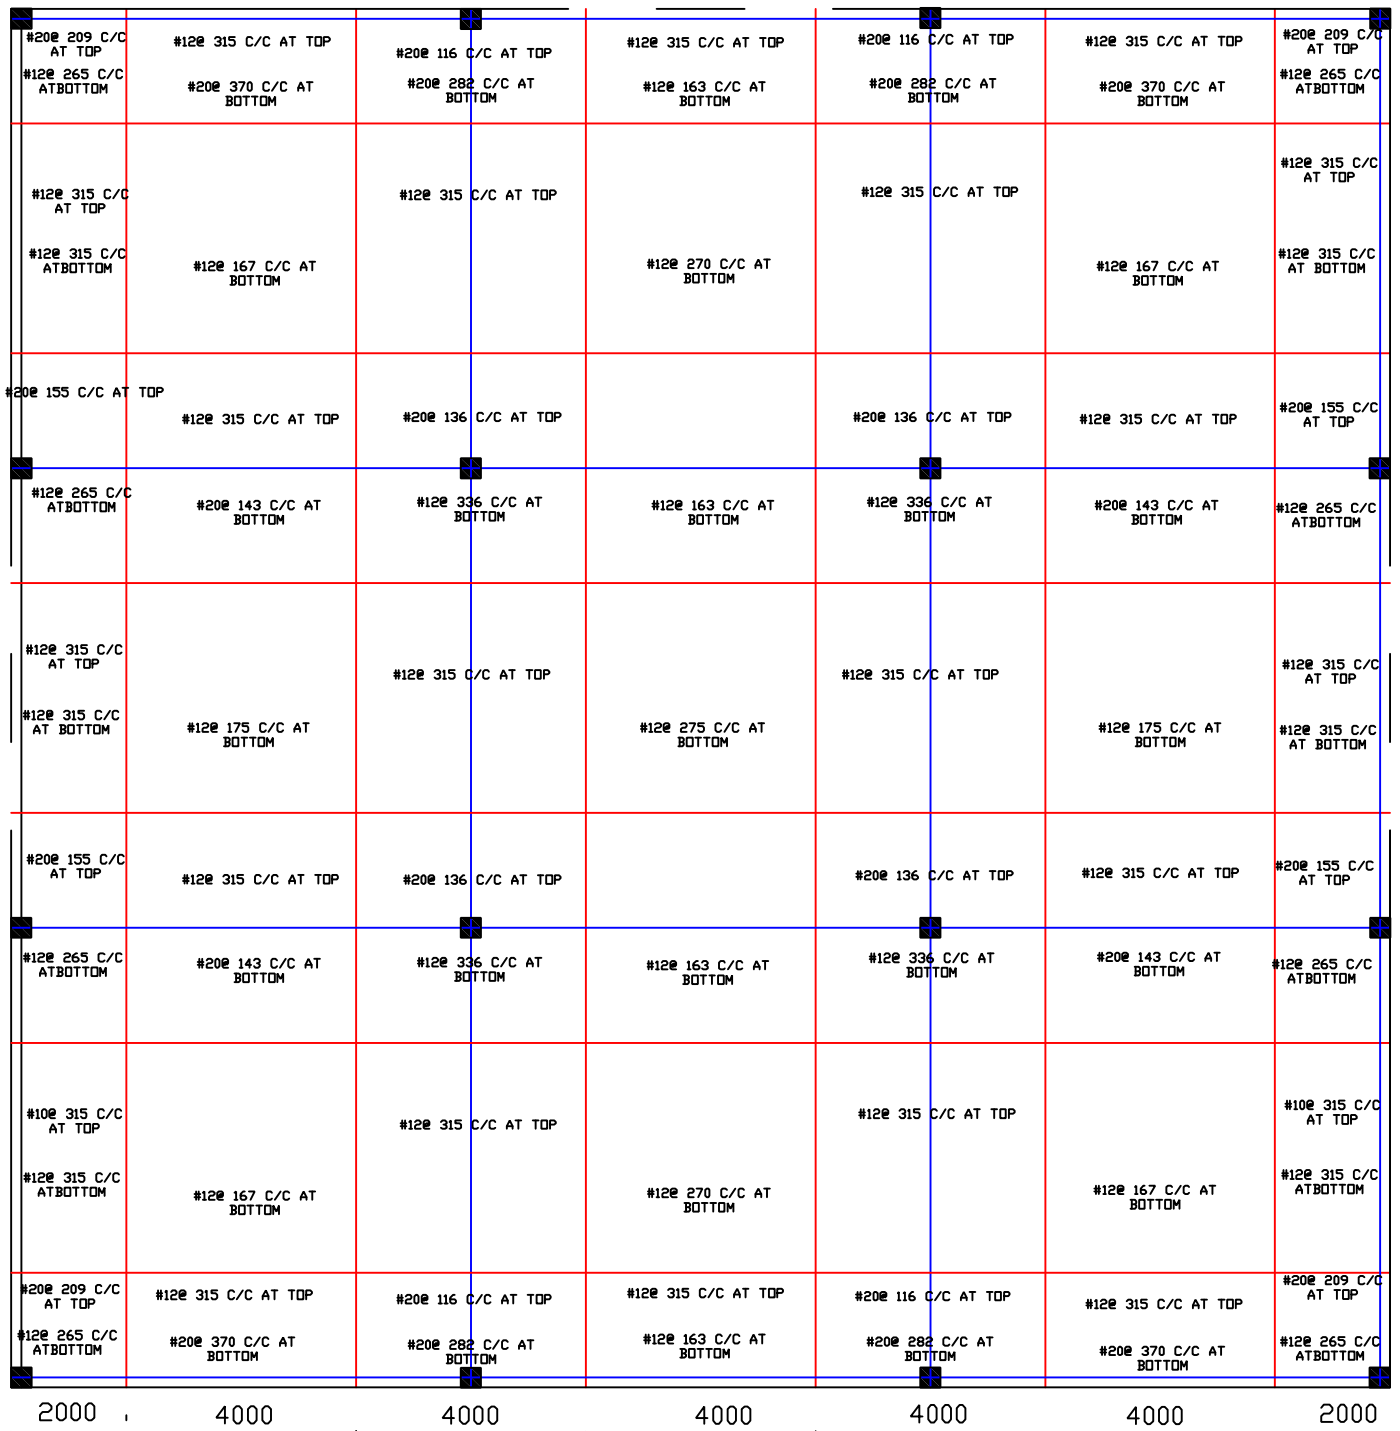 #20@ 209 C/C
AT TOP
#12@ 315 C/C AT TOP
#20@ 116 C/C AT TOP
#12@ 315 C/C AT TOP
#20@ 116 C/C AT TOP
#12@ 315 C/C AT TOP
#20@ 209 C/C
AT TOP
#12@ 265 C/C
ATBOTTOM
#20@ 370 C/C AT
BOTTOM
#20@ 282 C/C AT
BOTTOM
#12@ 163 C/C AT
BOTTOM
#20@ 282 C/C AT
BOTTOM
#20@ 370 C/C AT
BOTTOM
#12@ 265 C/C
ATBOTTOM
#12@ 315 C/C
AT TOP
#12@ 315 C/C AT TOP
#12@ 315 C/C AT TOP
#12@ 315 C/C
AT TOP
#12@ 315 C/C
ATBOTTOM
#12@ 167 C/C AT
BOTTOM
#12@ 270 C/C AT
BOTTOM
#12@ 167 C/C AT
BOTTOM
#12@ 315 C/C
AT BOTTOM
#20@ 155 C/C AT TOP
#12@ 315 C/C AT TOP
#20@ 136 C/C AT TOP
#20@ 136 C/C AT TOP
#12@ 315 C/C AT TOP
#20@ 155 C/C
AT TOP
#12@ 265 C/C
ATBOTTOM
#20@ 143 C/C AT
BOTTOM
#12@ 336 C/C AT
BOTTOM
#12@ 163 C/C AT
BOTTOM
#12@ 336 C/C AT
BOTTOM
#20@ 143 C/C AT
BOTTOM
#12@ 265 C/C
ATBOTTOM
#12@ 315 C/C
AT TOP
#12@ 315 C/C AT TOP
#12@ 315 C/C AT TOP
#12@ 315 C/C
AT TOP
#12@ 315 C/C
AT BOTTOM
#12@ 175 C/C AT
BOTTOM
#12@ 275 C/C AT
BOTTOM
#12@ 175 C/C AT
BOTTOM
#12@ 315 C/C
AT BOTTOM
#20@ 155 C/C
AT TOP
#12@ 315 C/C AT TOP
#20@ 136 C/C AT TOP
#20@ 136 C/C AT TOP
#12@ 315 C/C AT TOP
#20@ 155 C/C
AT TOP
#12@ 265 C/C
ATBOTTOM
#20@ 143 C/C AT
BOTTOM
#12@ 336 C/C AT
BOTTOM
#12@ 163 C/C AT
BOTTOM
#12@ 336 C/C AT
BOTTOM
#20@ 143 C/C AT
BOTTOM
#12@ 265 C/C
ATBOTTOM
#10@ 315 C/C
AT TOP
#12@ 315 C/C AT TOP
#12@ 315 C/C AT TOP
#10@ 315 C/C
AT TOP
#12@ 315 C/C
ATBOTTOM
#12@ 167 C/C AT
BOTTOM
#12@ 270 C/C AT
BOTTOM
#12@ 167 C/C AT
BOTTOM
#12@ 315 C/C
ATBOTTOM
#20@ 209 C/C
AT TOP
#12@ 315 C/C AT TOP
#20@ 116 C/C AT TOP
#12@ 315 C/C AT TOP
#20@ 116 C/C AT TOP
#12@ 315 C/C AT TOP
#20@ 209 C/C
AT TOP
#12@ 265 C/C
ATBOTTOM
#20@ 370 C/C AT
BOTTOM
#20@ 282 C/C AT
BOTTOM
#12@ 163 C/C AT
BOTTOM
#20@ 282 C/C AT
BOTTOM
#20@ 370 C/C AT
BOTTOM
#12@ 265 C/C
ATBOTTOM
2000 4000 4000 4000 4000 4000 2000